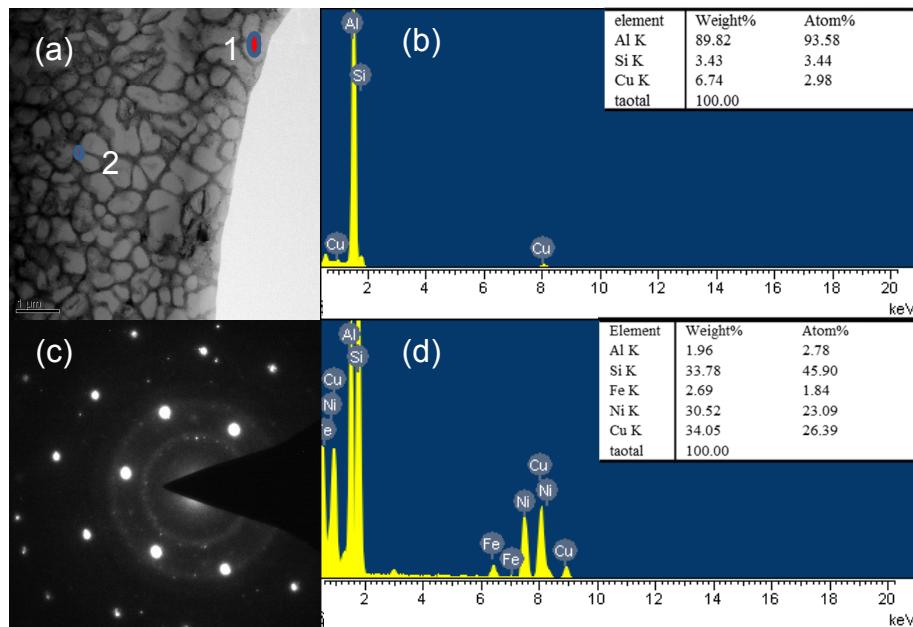 (a)
1
2
1 μm
(b)
Al
Si
Cu
Cu
element Weight% Atom%
Al K 89.82 93.58
Si K 3.43 3.44
Cu K 6.74 2.98
taotal 100.00
2 4 6 8 10 12 14 16 18 20
keV
(c)
(d)
Al
Si
Cu
Ni
Fe
Cu
Ni
Ni
Fe
Cu
Element Weight% Atom%
Al K 1.96 2.78
Si K 33.78 45.90
Fe K 2.69 1.84
Ni K 30.52 23.09
Cu K 34.05 26.39
taotal 100.00
2 4 6 8 10 12 14 16 18 20
keV